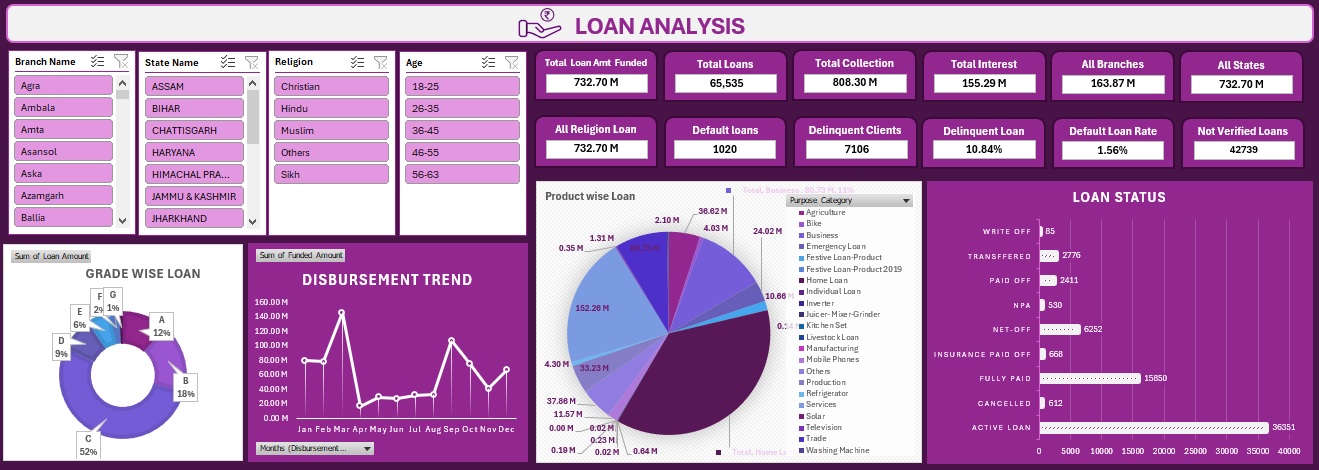 LOAN ANALYSIS
Branch Name
Agra
Ambala
Amta
Asansol
Aska
Azamgarh
Ballia
State Name
ASSAM
BIHAR
CHATTISGARH
HARYANA
HIMACHAL PRA...
JAMMU & KASHMIR
JHARKHAND
Religion
Christian
Hindu
Muslim
Others
Sikh
Age
18-25
26-35
36-45
46-55
56-63
Total Loan Amt Funded
732.70 M
Total Loans
65,535
Total Collection
808.30 M
Total Interest
155.29 M
All Branches
163.87 M
All States
732.70 M
All Religion Loan
732.70 M
Default loans
1020
Delinquent Clients
7106
Delinquent Loan
10.84%
Default Loan Rate
1.56%
Not Verified Loans
42739
Sum of Loan Amount
GRADE WISE LOAN
A
12%
B
18%
C
52%
D
9%
E
6%
F
2%
G
1%
Sum of Funded Amount
DISBURSEMENT TREND
160.00 M
140.00 M
120.00 M
100.00 M
80.00 M
60.00 M
40.00 M
20.00 M
0.00 M
Jan Feb Mar Apr May Jun Jul Aug Sep Oct Nov Dec
Months (Disbursement...
Product wise Loan
Total, Business, 80.73 M, 11%
2.10 M
36.62 M
4.03 M
24.02 M
10.66
1.31 M
0.35 M
152.26 M
4.30 M
33.23 M
37.86 M
11.57 M
0.00 M
0.02 M
0.23 M
0.19 M
0.02 M
0.64 M
Total, Home
Purpose Category
Agriculture
Bike
Business
Emergency Loan
Festive Loan-Product
Festive Loan-Product 2019
Home Loan
Individual Loan
Inverter
Juicer-Mixer-Grinder
Kitchen Set
Livestock Loan
Manufacturing
Mobile Phones
Others
Production
Refrigerator
Services
Solar
Television
Trade
Washing Machine
LOAN STATUS
WRITE OFF 85
TRANSFFERED 2776
PAID OFF 2411
NPA 530
NET-OFF 6252
INSURANCE PAID OFF 668
FULLY PAID 15850
CANCELLED 612
ACTIVE LOAN 36351
0 5000 10000 15000 20000 25000 30000 35000 40000